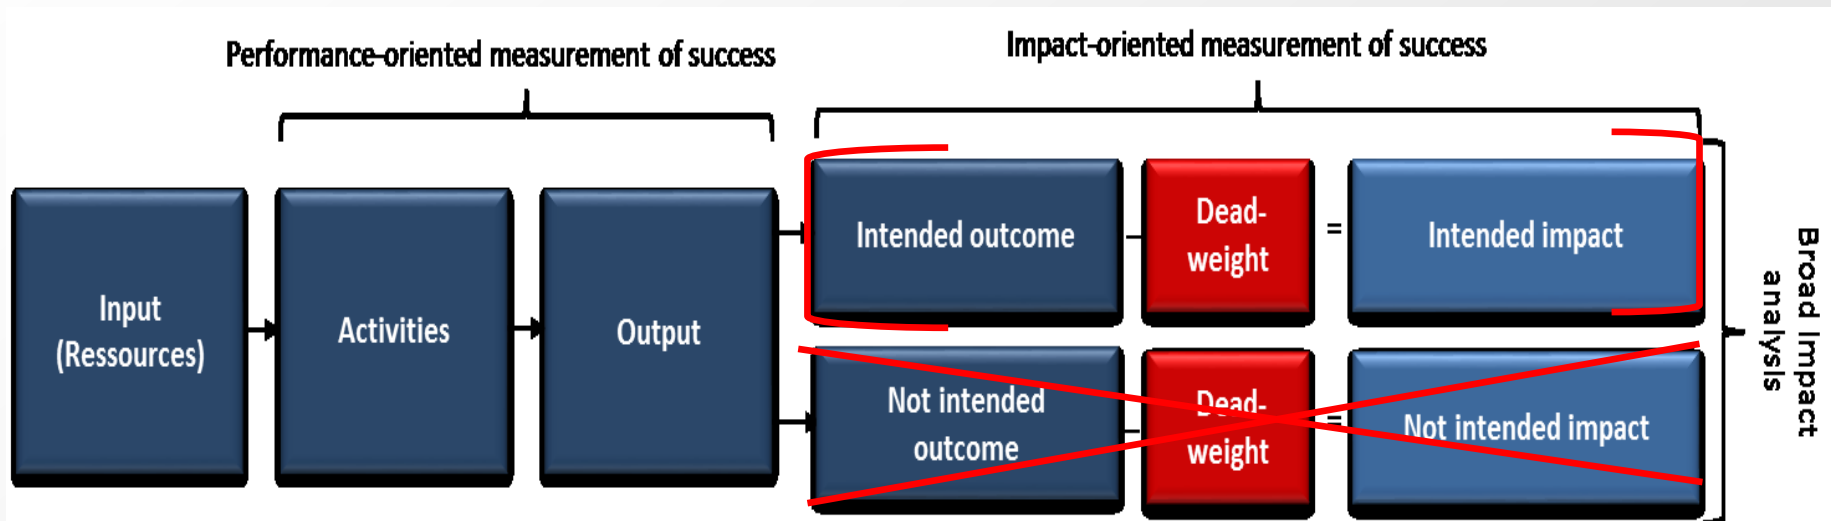 Performance-oriented measurement of success
Impact-oriented measurement of success
Input
(Ressources)
Activities
Output
Intended outcome
–
Dead-
weight
=
Intended impact
Not intended
outcome
–
Dead-
weight
=
Not intended impact
Broad Impact
analysis